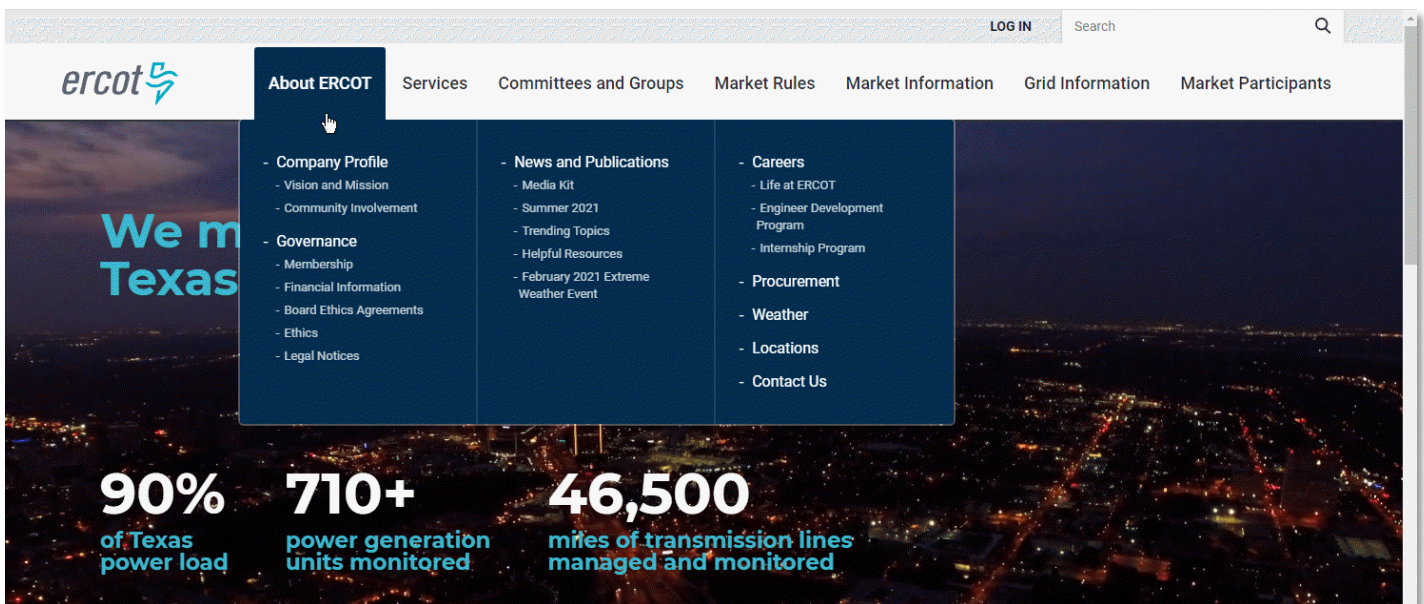 LOG IN
Search
ercot
About ERCOT
Services
Committees and Groups
Market Rules
Market Information
Grid Information
Market Participants
- Company Profile
- Vision and Mission
- Community Involvement
- Governance
- Membership
- Financial Information
- Board Ethics Agreements
- Ethics
- Legal Notices
- News and Publications
- Media Kit
- Summer 2021
- Trending Topics
- Helpful Resources
- February 2021 Extreme
Weather Event
- Careers
- Life at ERCOT
- Engineer Development
Program
- Internship Program
- Procurement
- Weather
- Locations
- Contact Us
We m
Texas
90%
of Texas
power load
710+
power generation
units monitored
46,500
miles of transmission lines
managed and monitored